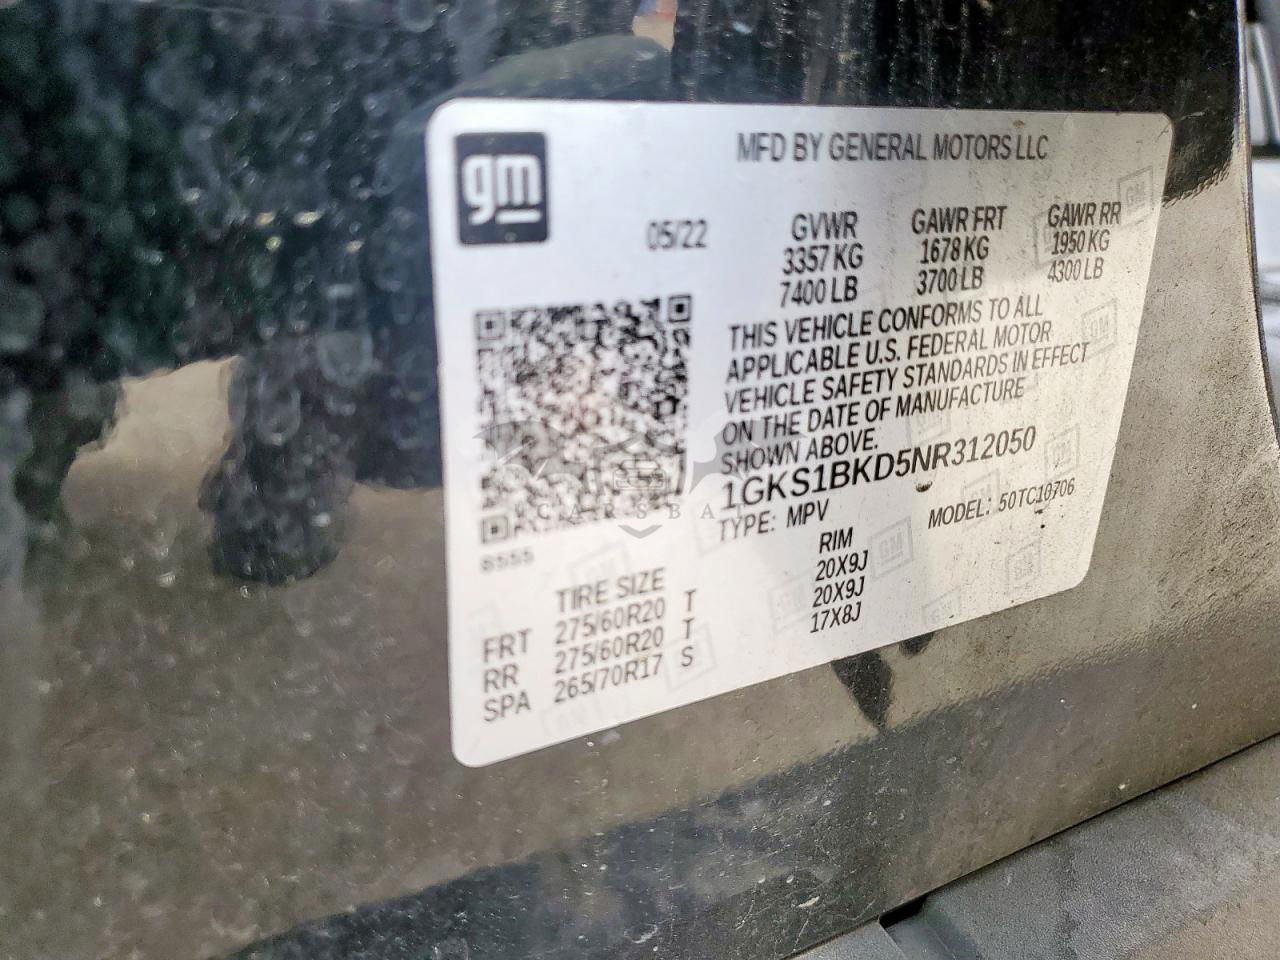 gm
MFD BY GENERAL MOTORS LLC
05/22
GVWR
3357 KG
7400 LB
GAWR FRT
1678 KG
3700 LB
GAWR RR
1950 KG
4300 LB
THIS VEHICLE CONFORMS TO ALL
APPLICABLE U.S. FEDERAL MOTOR
VEHICLE SAFETY STANDARDS IN EFFECT
ON THE DATE OF MANUFACTURE
SHOWN ABOVE.
1GKS1BKD5NR312050
TYPE: MPV
MODEL: 50TC10706
8555
TIRE SIZE
RIM
FRT 275/60R20 T 20X9J
RR 275/60R20 T 20X9J
SPA 265/70R17 S 17X8J
CARSBAT